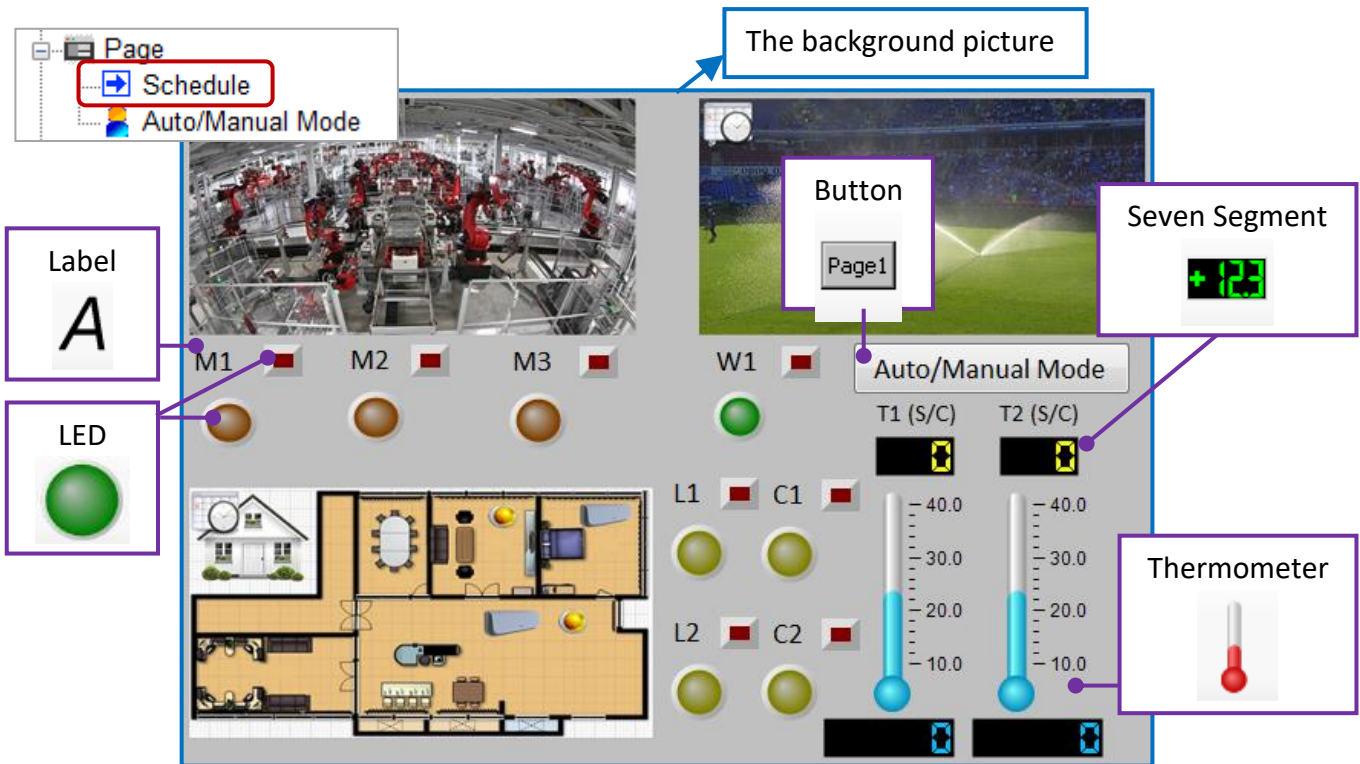 The background picture
Page
Schedule
Auto/Manual Mode
Button
Page1
Seven Segment
+12.3
Label
A
M1
M2
M3
W1
Auto/Manual Mode
LED
T1 (S/C)
T2 (S/C)
0
0
L1
C1
40.0
40.0
30.0
30.0
Thermometer
20.0
20.0
L2
C2
10.0
10.0
0
0